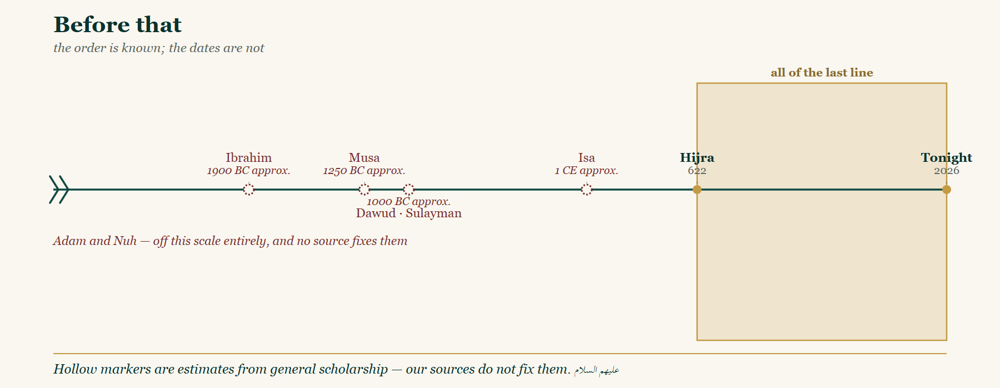 Before that
the order is known; the dates are not
all of the last line
Ibrahim
1900 BC approx.
Musa
1250 BC approx.
Isa
1 CE approx.
Hijra
622
Tonight
2026
1000 BC approx.
Dawud · Sulayman
Adam and Nuh — off this scale entirely, and no source fixes them
Hollow markers are estimates from general scholarship — our sources do not fix them. عليهم السلام